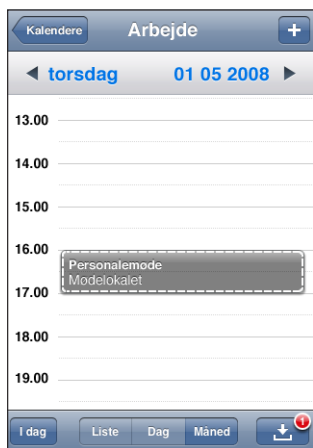 Kalendere Arbejde +
torsdag 01 05 2008
13.00
14.00
15.00
16.00
Personalemøde
Mødelokalet
17.00
18.00
19.00
I dag Liste Dag Måned 1